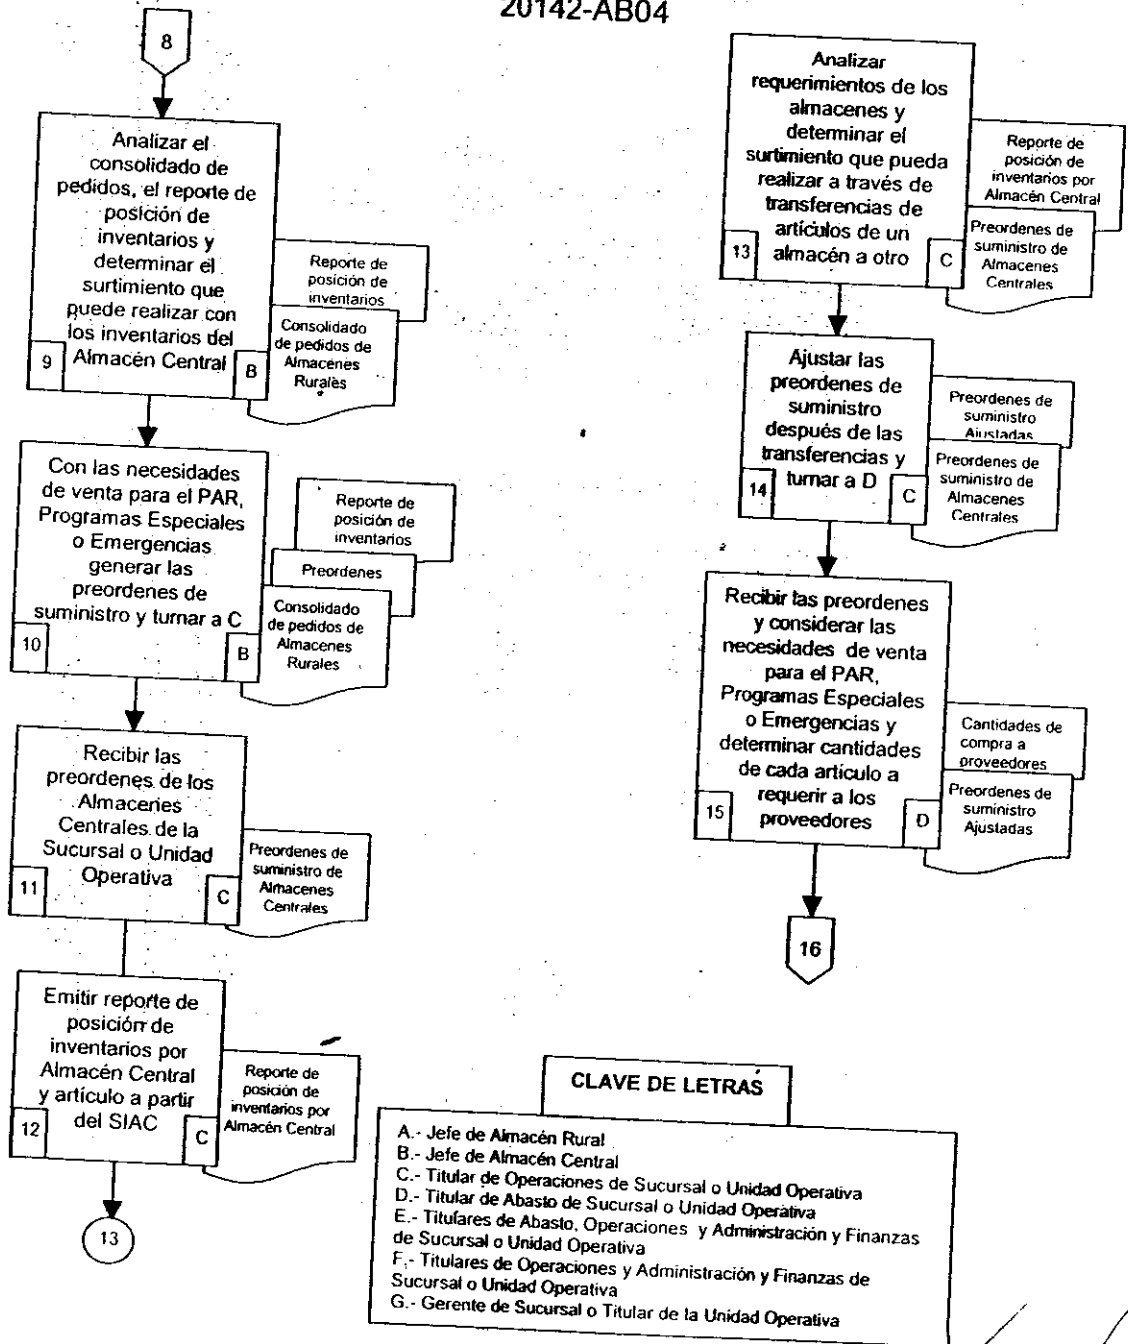 20142-AB04
8
Analizar el
consolidado de
pedidos, el reporte de
posición de
inventarios y
determinar el
surtimiento que
puede realizar con
los inventarios del
Almacén Central
9
B
Reporte de
posición de
inventarios
Consolidado
de pedidos de
Almacenes
Rurales
Con las necesidades
de venta para el PAR,
Programas Especiales
o Emergencias
generar las
preordenes de
suministro y turnar a C
10
B
Reporte de
posición de
inventarios
Preordenes
Consolidado
de pedidos de
Almacenes
Rurales
Recibir las
preordenes de los
Almacenes
Centrales de la
Sucursal o Unidad
Operativa
11
C
Preordenes de
suministro de
Almacenes
Centrales
Emitir reporte de
posición de
inventarios por
Almacén Central
y artículo a partir
del SIAC
12
C
Reporte de
posición de
inventarios por
Almacén Central
13
Analizar
requerimientos de los
almacenes y
determinar el
surtimiento que pueda
realizar a través de
transferencias de
artículos de un
almacén a otro
13
C
Reporte de
posición de
inventarios por
Almacén Central
Preordenes de
suministro de
Almacenes
Centrales
Ajustar las
preordenes de
suministro
después de las
transferencias y
turnar a D
14
C
Preordenes de
suministro
Ajustadas
Preordenes de
suministro de
Almacenes
Centrales
Recibir las preordenes
y considerar las
necesidades de venta
para el PAR,
Programas Especiales
o Emergencias y
determinar cantidades
de cada artículo a
requerir a los
proveedores
15
D
Cantidades de
compra a
proveedores
Preordenes de
suministro
Ajustadas
16
CLAVE DE LETRAS
A.- Jefe de Almacén Rural
B.- Jefe de Almacén Central
C.- Titular de Operaciones de Sucursal o Unidad Operativa
D.- Titular de Abasto de Sucursal o Unidad Operativa
E.- Titulares de Abasto, Operaciones y Administración y Finanzas
de Sucursal o Unidad Operativa
F.- Titulares de Operaciones y Administración y Finanzas de
Sucursal o Unidad Operativa
G.- Gerente de Sucursal o Titular de la Unidad Operativa